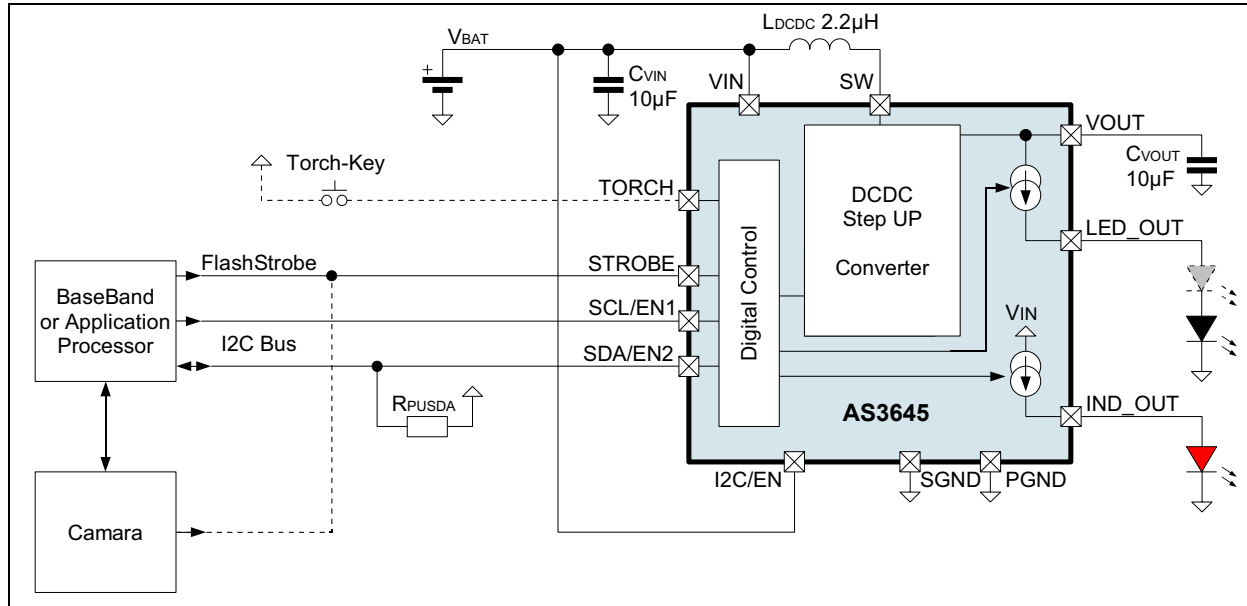 LDCDC 2.2µH
VBAT
+
CVIN
10µF
VIN
SW
VOUT
CVOUT
10µF
Torch-Key
TORCH
DCDC
Step UP
Converter
LED_OUT
FlashStrobe
STROBE
BaseBand
or Application
Processor
SCL/EN1
Digital Control
VIN
I2C Bus
SDA/EN2
RPUSDA
AS3645
IND_OUT
I2C/EN
SGND
PGND
Camara